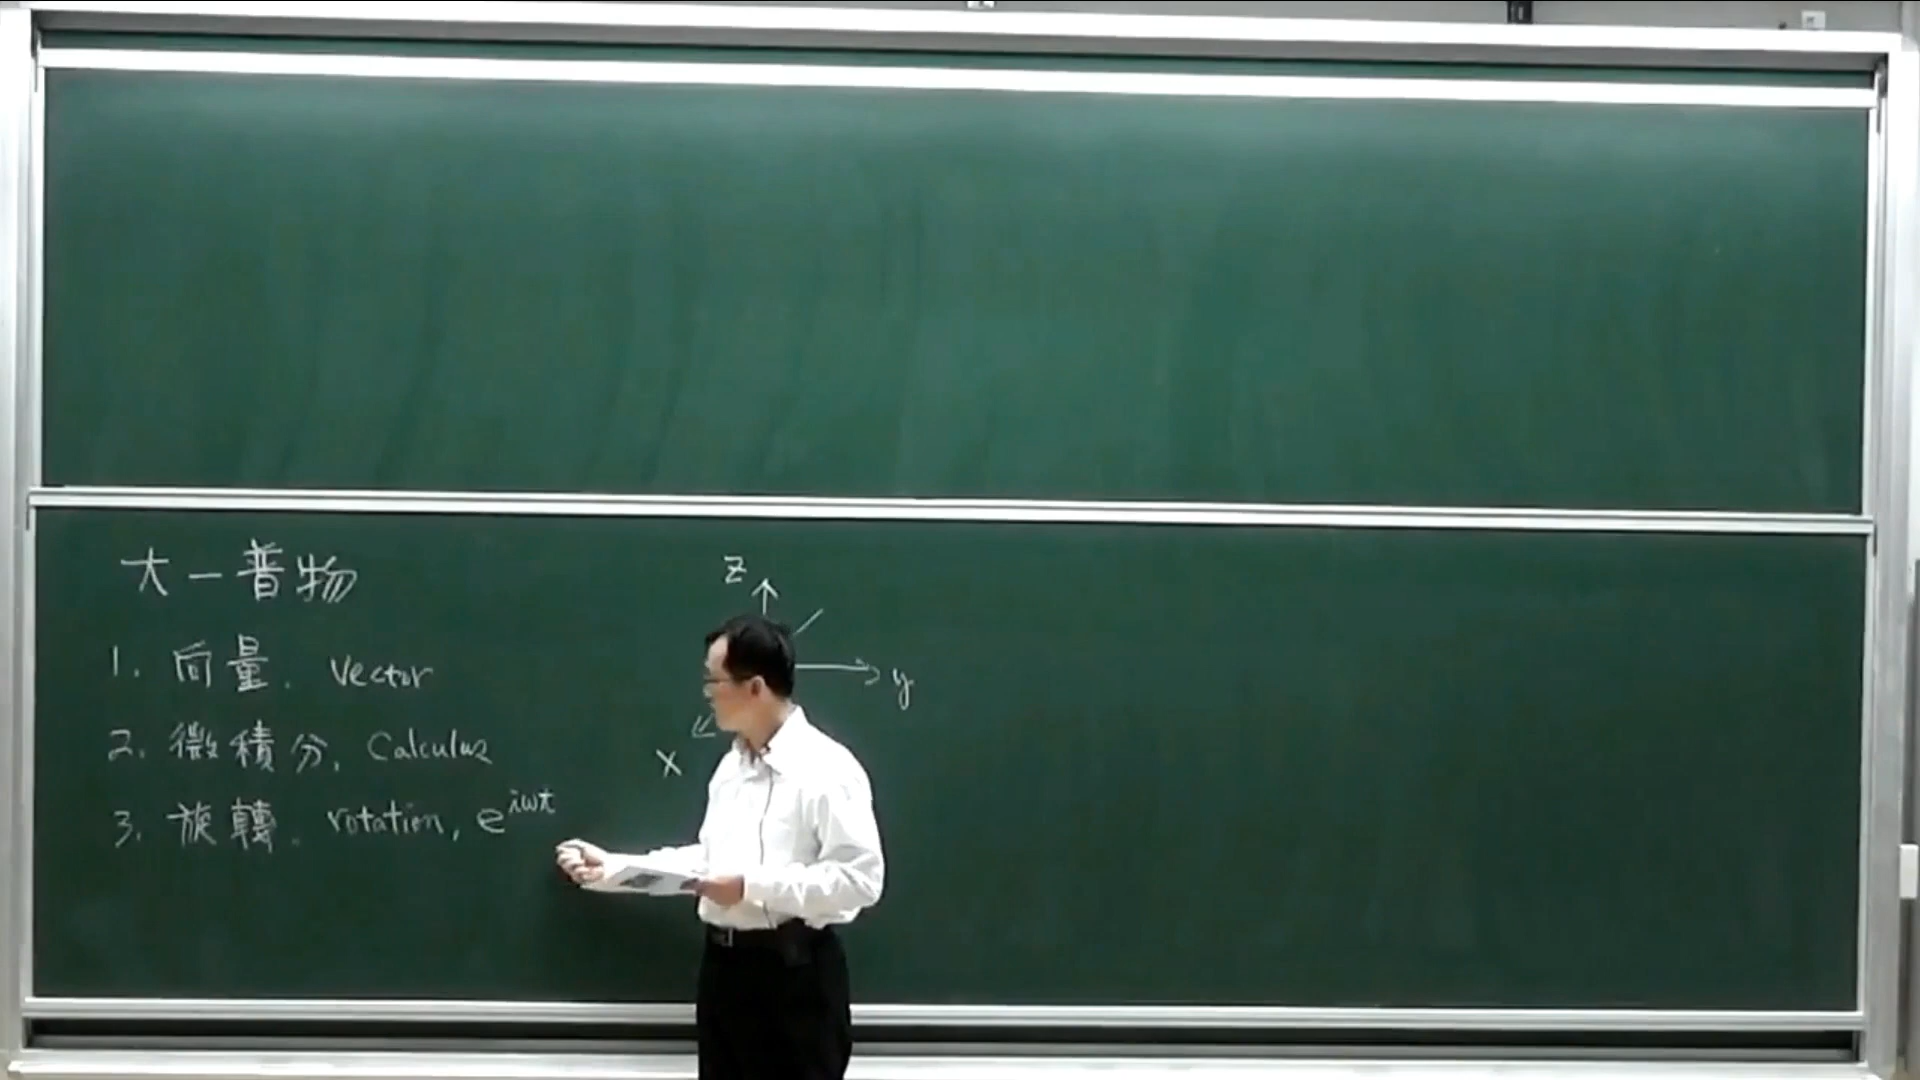 大一普物
1. 向量. Vector
2. 微積分, Calculus
3. 旋轉. rotation, e^{iωt}
z
y
x